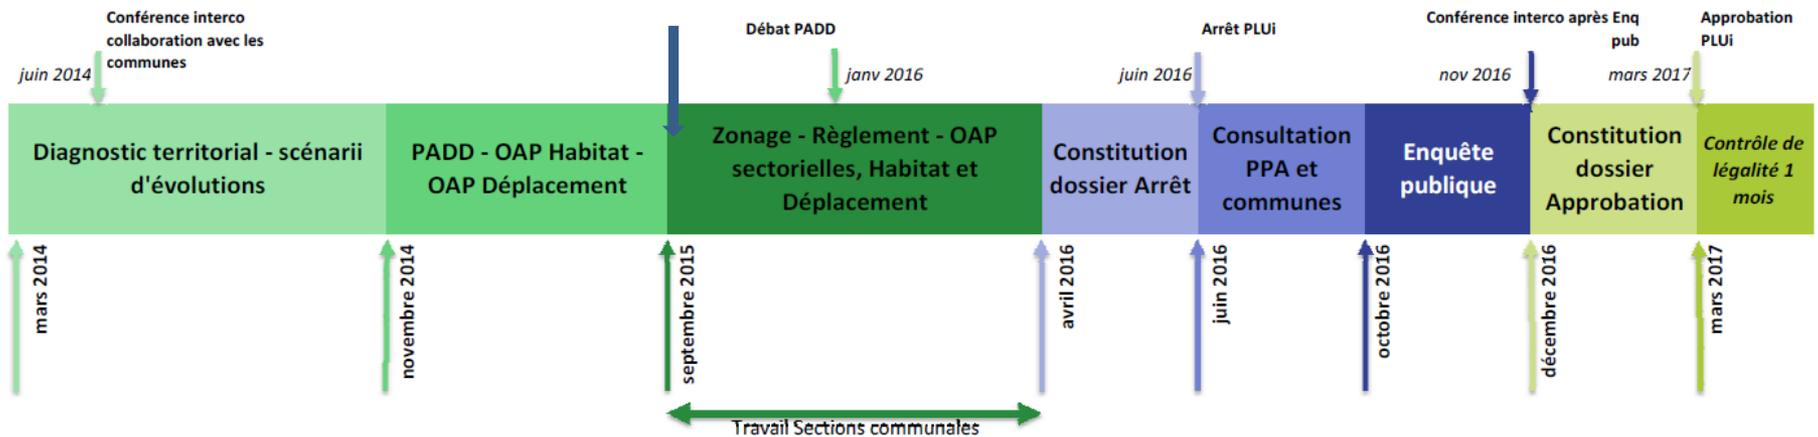 Conférence interco
collaboration avec les
communes
juin 2014
Débat PADD
janv 2016
Arrêt PLUi
juin 2016
Conférence interco après Enq
pub
nov 2016
Approbation
PLUi
mars 2017
Diagnostic territorial - scénarii
d'évolutions
PADD - OAP Habitat -
OAP Déplacement
Zonage - Règlement - OAP
sectorielles, Habitat et
Déplacement
Constitution
dossier Arrêt
Consultation
PPA et
communes
Enquête
publique
Constitution
dossier
Approbation
Contrôle de
légalité 1
mois
mars 2014
novembre 2014
septembre 2015
avril 2016
juin 2016
octobre 2016
décembre 2016
mars 2017
Travail Sections communales